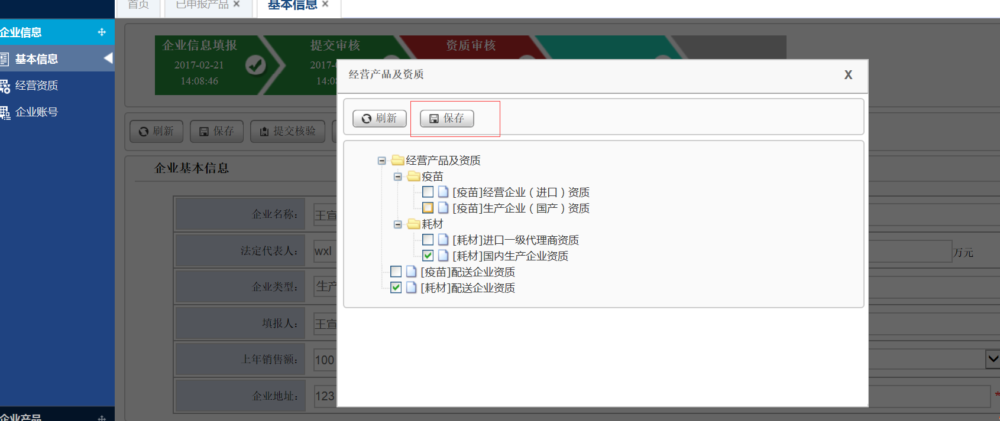 首页
已申报产品
基本信息
企业信息
基本信息
经营资质
企业账号
企业产品
企业信息填报
2017-02-21
14:08:46
提交审核
2017-
14:0
资质审核
刷新
保存
提交核验
企业基本信息
企业名称：
王宣
法定代表人：
wxl
万元
企业类型：
生产
填报人：
王宣
上年销售额：
100
企业地址：
123
*
经营产品及资质
X
刷新
保存
经营产品及资质
疫苗
[疫苗]经营企业（进口）资质
[疫苗]生产企业（国产）资质
耗材
[耗材]进口一级代理商资质
[耗材]国内生产企业资质
[疫苗]配送企业资质
[耗材]配送企业资质